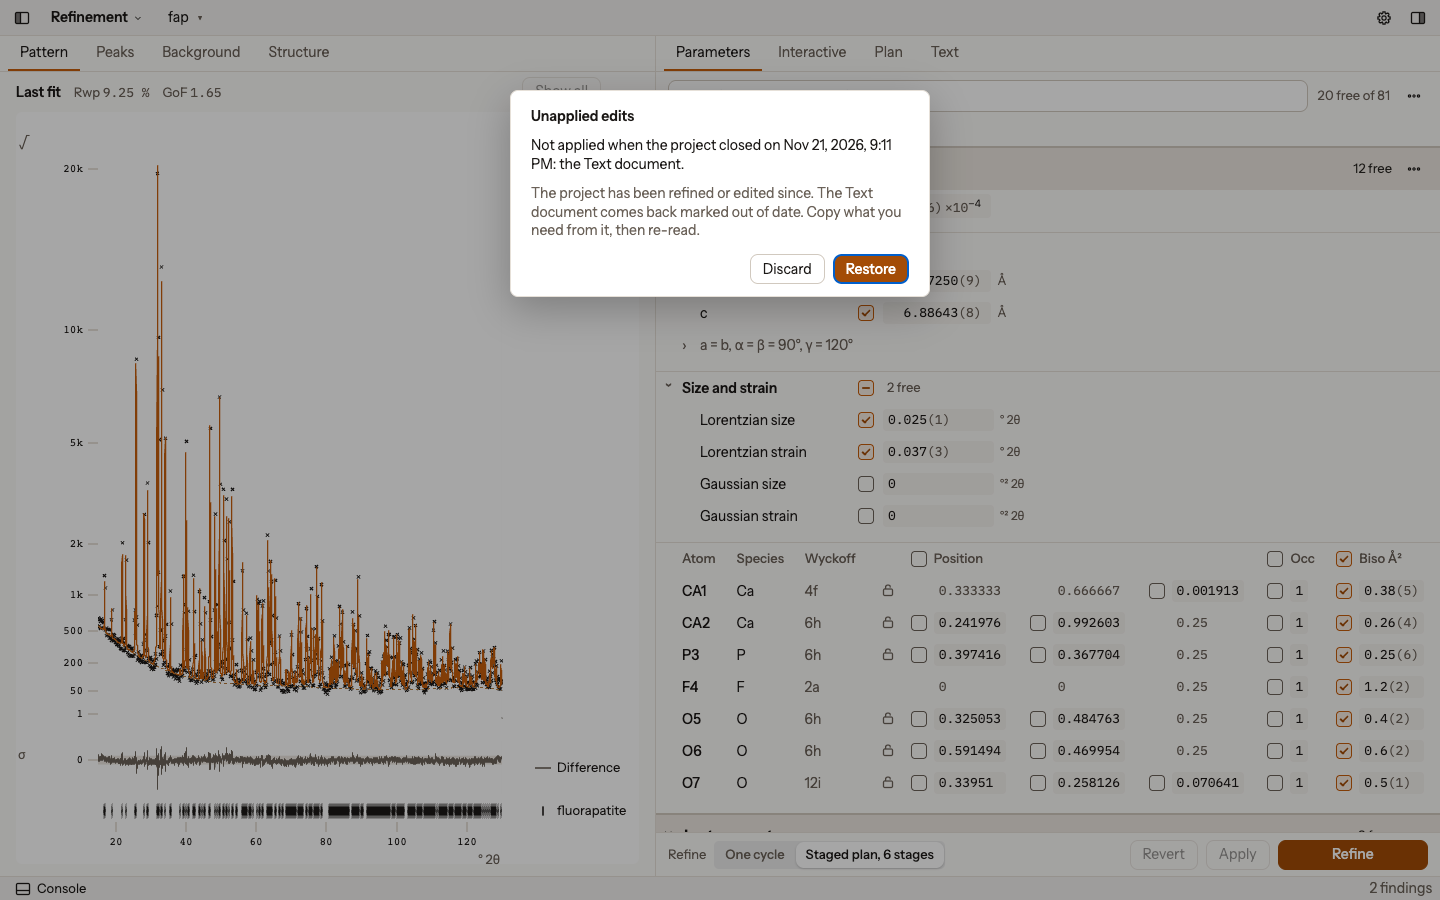 Refinement
fap
Pattern
Peaks
Background
Structure
Parameters
Interactive
Plan
Text
Last fit Rwp 9.25 % GoF 1.65
20 free of 81
Unapplied edits
Not applied when the project closed on Nov 21, 2026, 9:11
PM: the Text document.
The project has been refined or edited since. The Text
document comes back marked out of date. Copy what you
need from it, then re-read.
Discard
Restore
12 free
6) ×10⁻⁴
7250(9) Å
c 6.88643(8) Å
a = b, α = β = 90°, γ = 120°
Size and strain 2 free
Lorentzian size 0.025(1) °2θ
Lorentzian strain 0.037(3) °2θ
Gaussian size 0 °² 2θ
Gaussian strain 0 °² 2θ
Atom Species Wyckoff Position Occ Biso Å²
CA1 Ca 4f 0.333333 0.666667 0.001913 1 0.38(5)
CA2 Ca 6h 0.241976 0.992603 0.25 1 0.26(4)
P3 P 6h 0.397416 0.367704 0.25 1 0.25(6)
F4 F 2a 0 0 0.25 1 1.2(2)
O5 O 6h 0.325053 0.484763 0.25 1 0.4(2)
O6 O 6h 0.591494 0.469954 0.25 1 0.6(2)
O7 O 12i 0.33951 0.258126 0.070641 1 0.5(1)
√
20k
10k
5k
2k
1k
500
200
50
1
σ
0
Difference
fluorapatite
20 40 60 80 100 120
°2θ
Refine
One cycle
Staged plan, 6 stages
Revert
Apply
Refine
Console
2 findings